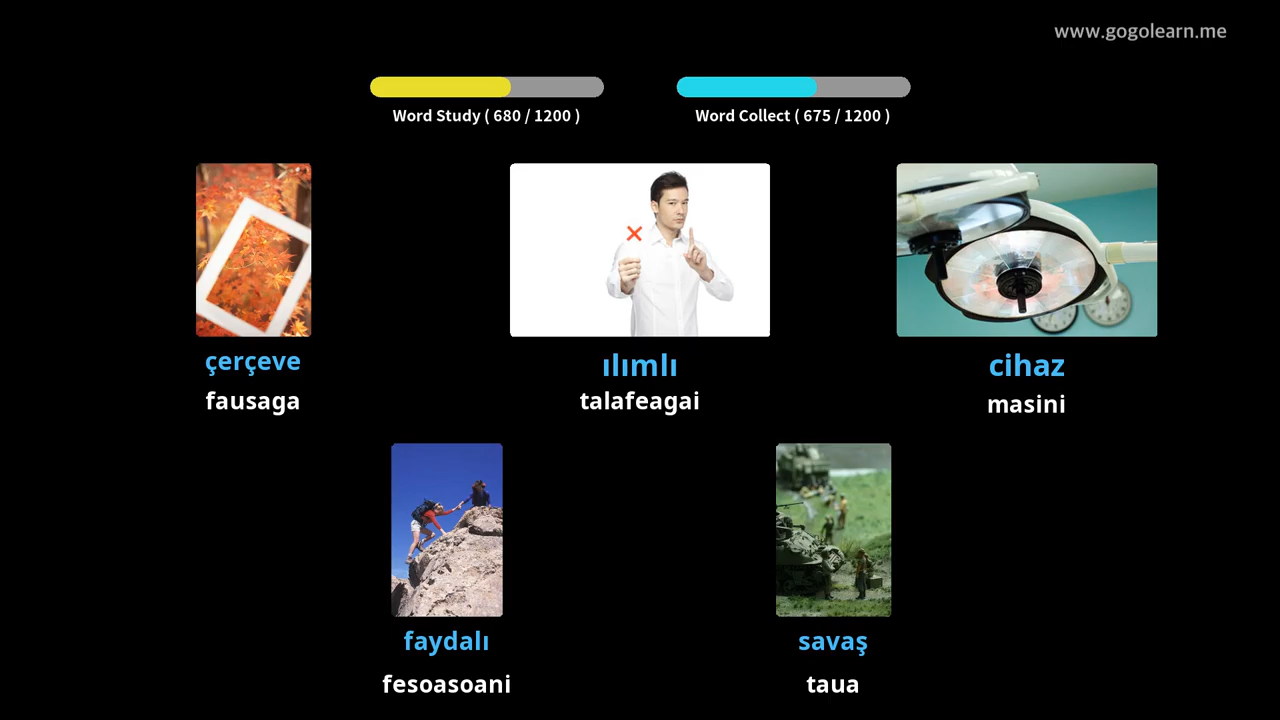 www.gogolearn.me
Word Study ( 680 / 1200 )
Word Collect ( 675 / 1200 )
çerçeve
fausaga
ılımlı
talafeagai
cihaz
masini
faydalı
fesoasoani
savaş
taua